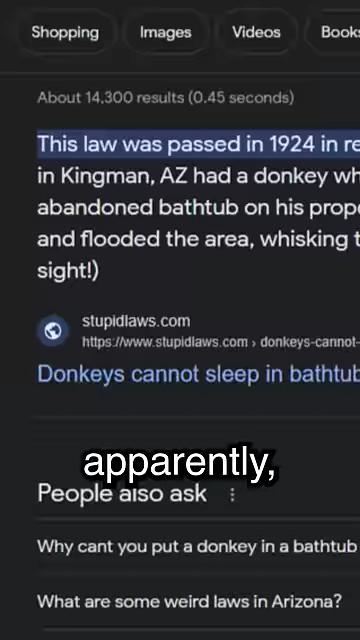 Shopping
Images
Videos
Books
About 14,300 results (0.45 seconds)
This law was passed in 1924 in re
in Kingman, AZ had a donkey wh
abandoned bathtub on his prope
and flooded the area, whisking t
sight!)
stupidlaws.com
https://www.stupidlaws.com › donkeys-cannot-
Donkeys cannot sleep in bathtub
apparently,
People also ask
Why cant you put a donkey in a bathtub
What are some weird laws in Arizona?